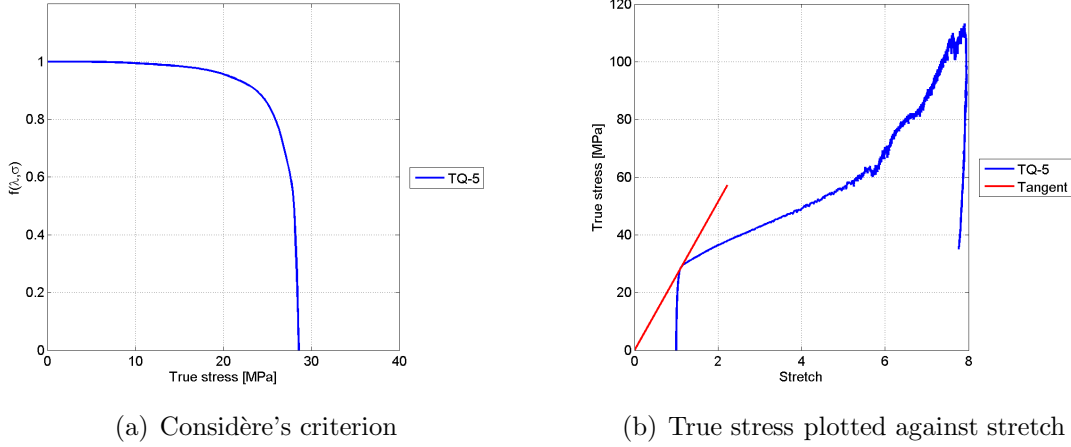 f(λ,σ)
1
0.8
0.6
0.4
0.2
0
0 10 20 30 40
True stress [MPa]
TQ-5
(a) Considère's criterion
True stress [MPa]
120
100
80
60
40
20
0
0 2 4 6 8
Stretch
TQ-5
Tangent
(b) True stress plotted against stretch